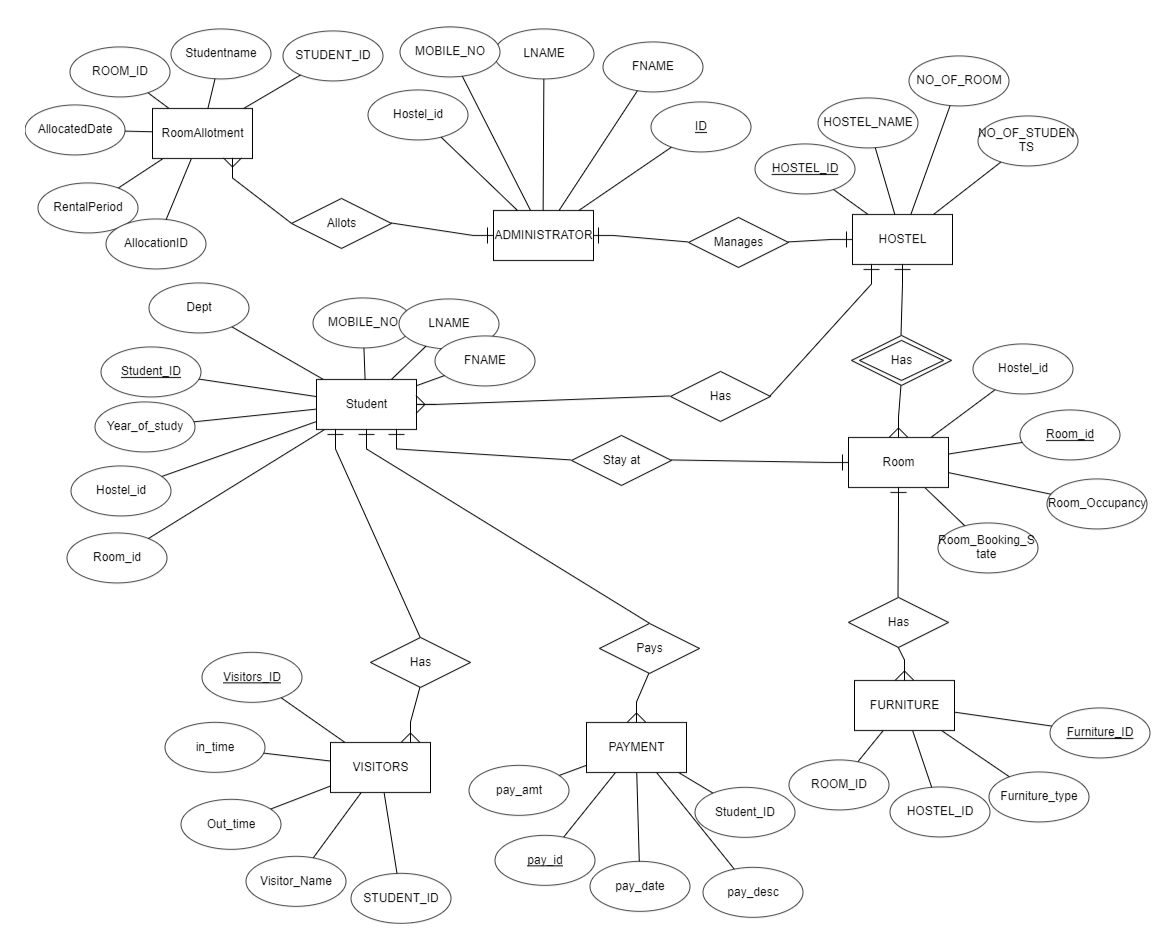 Studentname
STUDENT_ID
ROOM_ID
AllocatedDate
RoomAllotment
RentalPeriod
AllocationID
Allots
MOBILE_NO
LNAME
FNAME
Hostel_id
ID
ADMINISTRATOR
Manages
NO_OF_ROOM
HOSTEL_NAME
NO_OF_STUDEN
TS
HOSTEL_ID
HOSTEL
Dept
MOBILE_NO
LNAME
FNAME
Student_ID
Year_of_study
Hostel_id
Room_id
Student
Has
Has
Stay at
Hostel_id
Room_id
Room
Room_Occupancy
Room_Booking_S
tate
Has
Has
Pays
Visitors_ID
in_time
VISITORS
Out_time
Visitor_Name
STUDENT_ID
PAYMENT
pay_amt
Student_ID
pay_id
pay_date
pay_desc
FURNITURE
Furniture_ID
ROOM_ID
HOSTEL_ID
Furniture_type